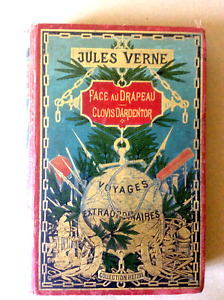 JULES VERNE
FACE AU DRAPEAU
CLOVIS DARDENTOR
VOYAGES
EXTRAORDINAIRES
COLLECTION HETZEL